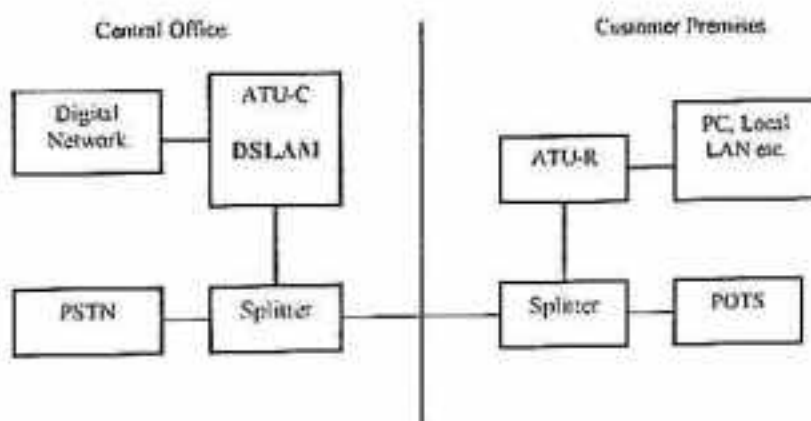 Central Office
Customer Premises
Digital
Network
ATU-C
DSLAM
ATU-R
PC, Local
LAN etc.
PSTN
Splitter
Splitter
POTS